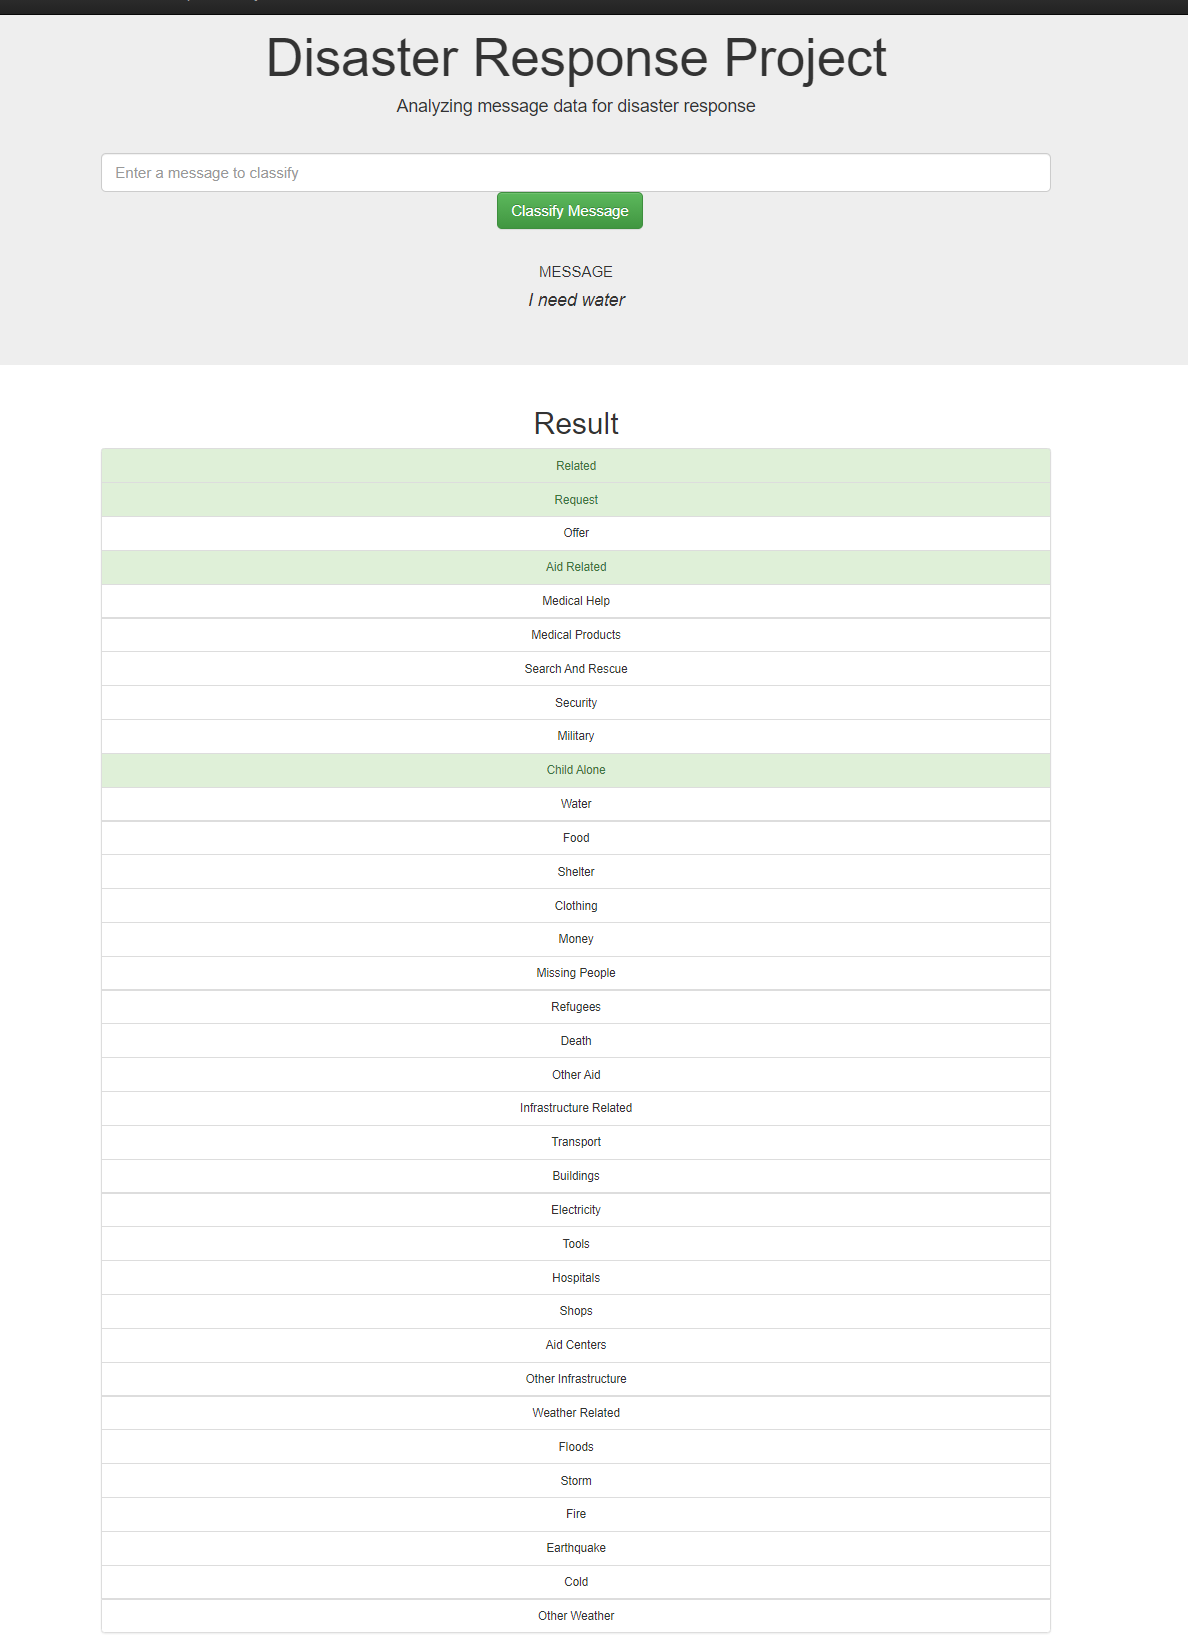 Disaster Response Project
Analyzing message data for disaster response
Enter a message to classify
Classify Message
MESSAGE
I need water
Result
Related
Request
Offer
Aid Related
Medical Help
Medical Products
Search And Rescue
Security
Military
Child Alone
Water
Food
Shelter
Clothing
Money
Missing People
Refugees
Death
Other Aid
Infrastructure Related
Transport
Buildings
Electricity
Tools
Hospitals
Shops
Aid Centers
Other Infrastructure
Weather Related
Floods
Storm
Fire
Earthquake
Cold
Other Weather